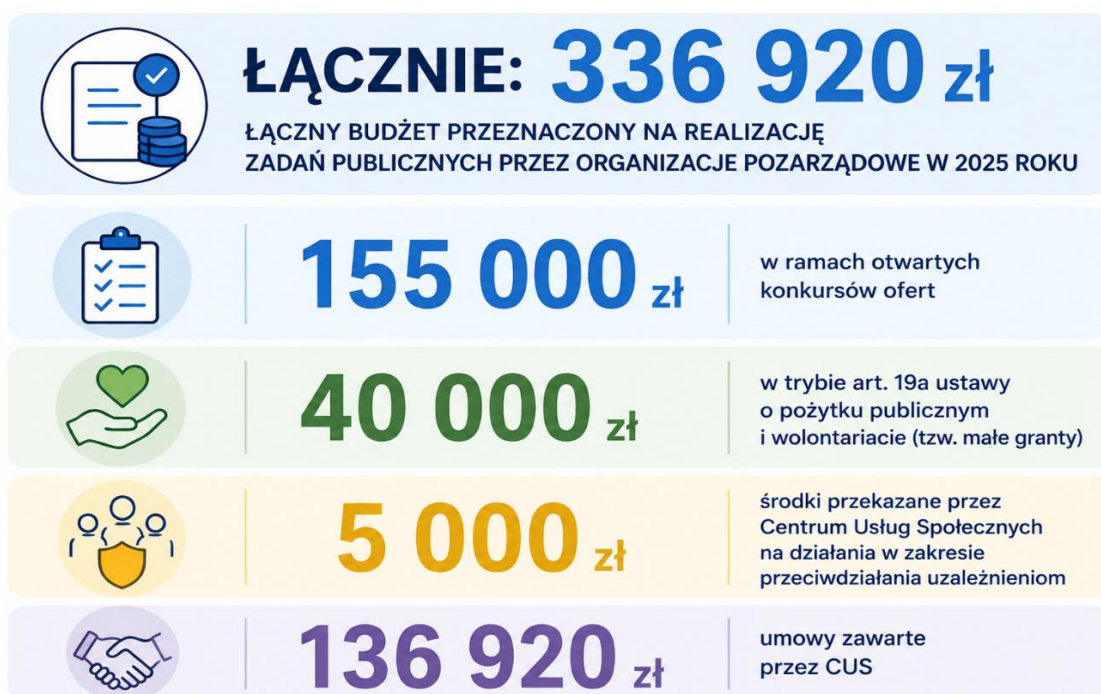 ŁĄCZNIE: 336 920 zł
ŁĄCZNY BUDŻET PRZEZNACZONY NA REALIZACJĘ
ZADAŃ PUBLICZNYCH PRZEZ ORGANIZACJE POZARZĄDOWE W 2025 ROKU
155 000 zł
w ramach otwartych
konkursów ofert
40 000 zł
w trybie art. 19a ustawy
o pożytku publicznym
i wolontariacie (tzw. małe granty)
5 000 zł
środki przekazane przez
Centrum Usług Społecznych
na działania w zakresie
przeciwdziałania uzależnieniom
136 920 zł
umowy zawarte
przez CUS